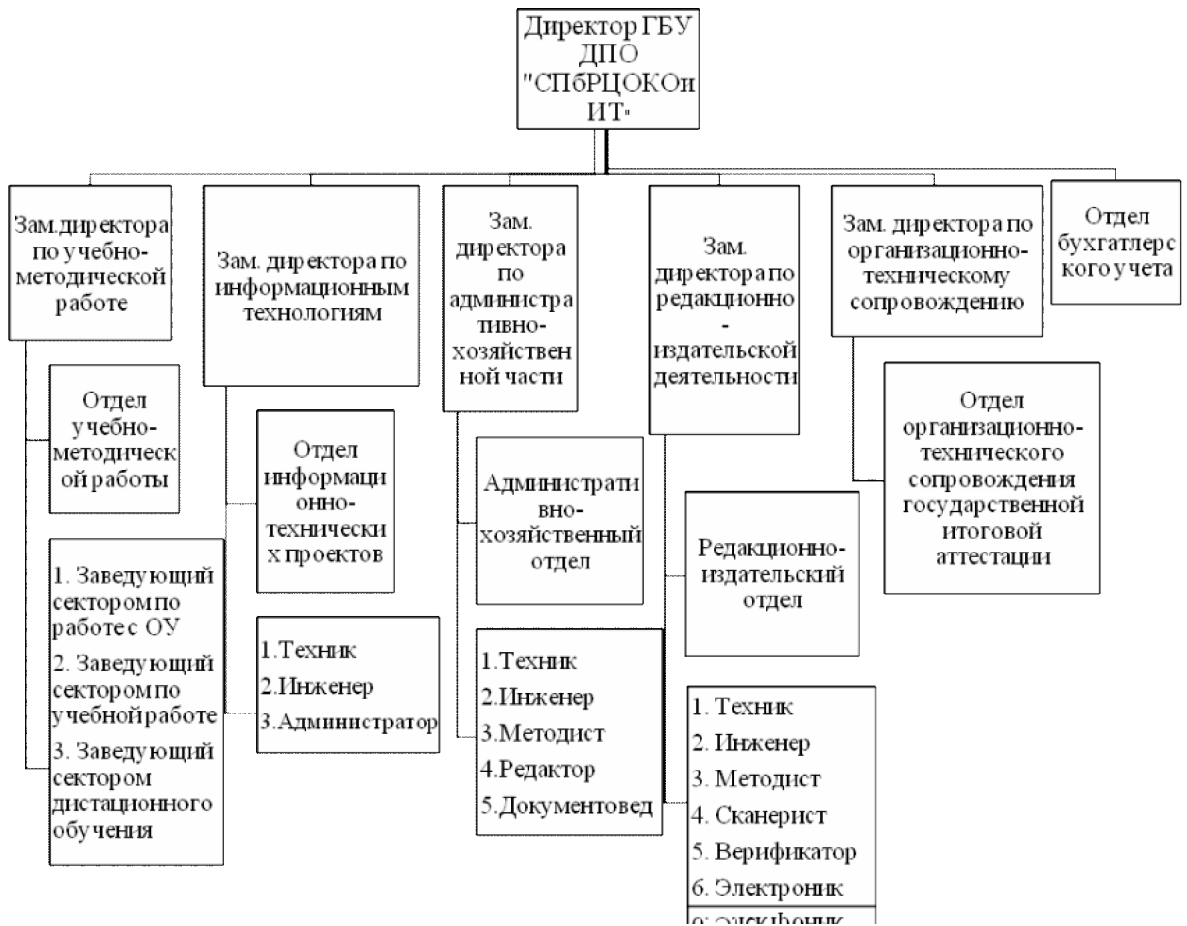 Директор ГБУ
ДПО
"СПбРЦОКОи
ИТ"
Зам.директора
по учебно-
методической
работе
Отдел
учебно-
методическ
ой работы
1. Заведующий
сектором по
работе с ОУ
2. Заведующий
сектором по
учебной работе
3. Заведующий
сектором
дистационного
обучения
Зам. директора по
информационным
технологиям
Отдел
информаци
онно-
технически
х проектов
1.Техник
2.Инженер
3.Администратор
Зам.
директора
по
администра
тивно-
хозяйствен
ной части
Администрати
вно-
хозяйственный
отдел
1.Техник
2.Инженер
3.Методист
4.Редактор
5.Документовед
Зам.
директора по
редакционно
-
издательской
деятельности
Редакционно-
издательский
отдел
1. Техник
2. Инженер
3. Методист
4. Сканерист
5. Верификатор
6. Электроник
Зам. директора по
организационно-
техническому
сопровождению
Отдел
организационно-
технического
сопровождения
государственной
итоговой
аттестации
Отдел
бухгатлерс
кого учета